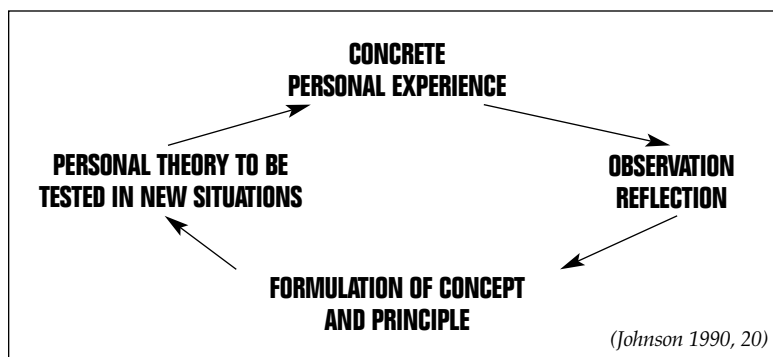 CONCRETE
PERSONAL EXPERIENCE
OBSERVATION
REFLECTION
FORMULATION OF CONCEPT
AND PRINCIPLE
PERSONAL THEORY TO BE
TESTED IN NEW SITUATIONS
(Johnson 1990, 20)